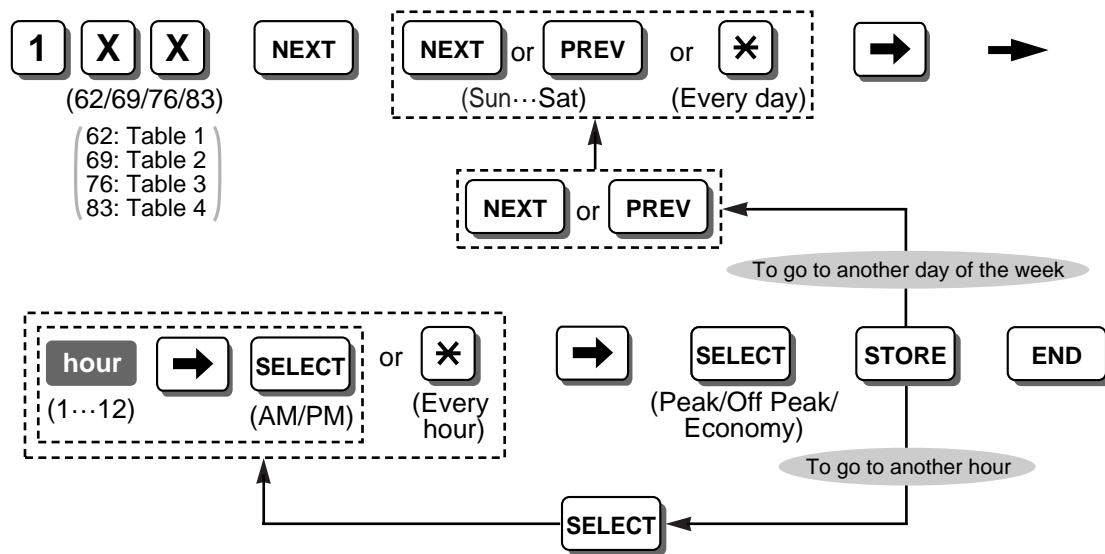 1 X X NEXT NEXT or PREV or ✱ ➡ ➡
(62/69/76/83) (Sun···Sat) (Every day)
62: Table 1
69: Table 2
76: Table 3
83: Table 4
NEXT or PREV
To go to another day of the week
hour ➡ SELECT or ✱ ➡ SELECT STORE END
(1···12) (AM/PM) (Every
hour) (Peak/Off Peak/
Economy)
To go to another hour
SELECT